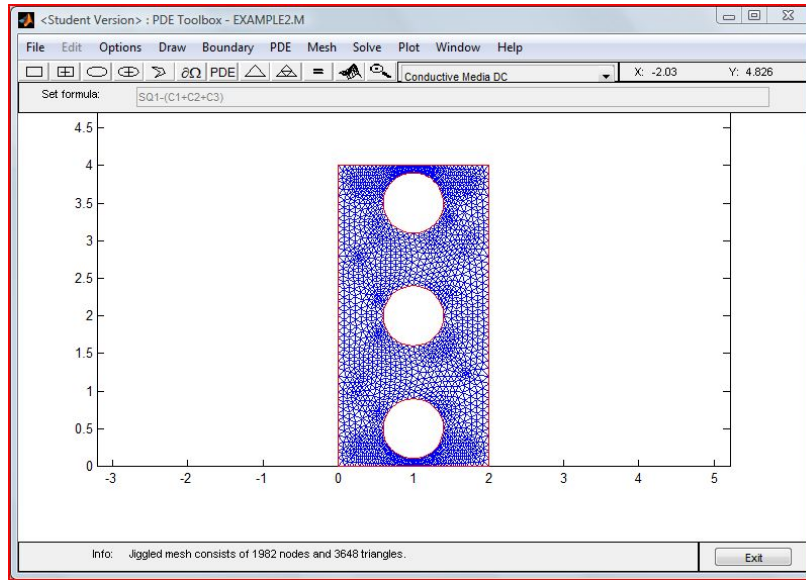 <Student Version> : PDE Toolbox - EXAMPLE2.M
File Edit Options Draw Boundary PDE Mesh Solve Plot Window Help
∂Ω PDE = Conductive Media DC X: -2.03 Y: 4.826
Set formula: SQ1-(C1+C2+C3)
4.5
4
3.5
3
2.5
2
1.5
1
0.5
0
-3 -2 -1 0 1 2 3 4 5
Info: Jiggled mesh consists of 1982 nodes and 3648 triangles.
Exit